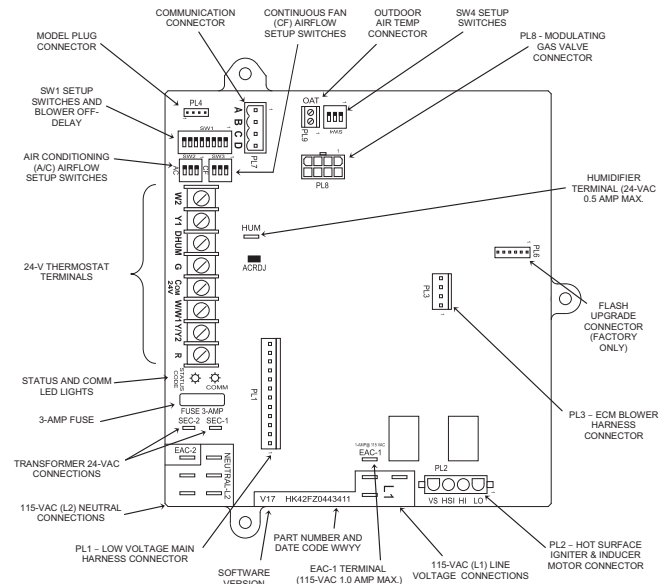 COMMUNICATION
CONNECTOR
CONTINUOUS FAN
(CF) AIRFLOW
SETUP SWITCHES
OUTDOOR
AIR TEMP
CONNECTOR
SW4 SETUP
SWITCHES
MODEL PLUG
CONNECTOR
PL8 - MODULATING
GAS VALVE
CONNECTOR
SW1 SETUP
SWITCHES AND
BLOWER OFF-
DELAY
AIR CONDITIONING
(A/C) AIRFLOW
SETUP SWITCHES
PL4
SW1
SW2
SW3
AC
CF
A B C D
PL7
OAT
PL9
SW4
1
PL8
HUMIDIFIER
TERMINAL (24-VAC
0.5 AMP MAX.
24-V THERMOSTAT
TERMINALS
W2
Y1
DHUM
G
COM
24V
W/W1
Y/Y2
R
HUM
ACRDJ
PL6
PL3
FLASH
UPGRADE
CONNECTOR
(FACTORY
ONLY)
STATUS AND COMM
LED LIGHTS
STATUS
CODE
COMM
3-AMP FUSE
FUSE 3-AMP
SEC-2 SEC-1
PL1
PL3 – ECM BLOWER
HARNESS
CONNECTOR
TRANSFORMER 24-VAC
CONNECTIONS
EAC-2
NEUTRAL-L2
1-AMP@ 115 VAC
EAC-1
L1
PL2
VS HSI HI LO
115-VAC (L2) NEUTRAL
CONNECTIONS
V17 HK42FZ0443411
PL1 – LOW VOLTAGE MAIN
HARNESS CONNECTOR
SOFTWARE
VERSION
PART NUMBER AND
DATE CODE WWYY
EAC-1 TERMINAL
(115-VAC 1.0 AMP MAX.)
115-VAC (L1) LINE
VOLTAGE CONNECTIONS
PL2 – HOT SURFACE
IGNITER & INDUCER
MOTOR CONNECTOR